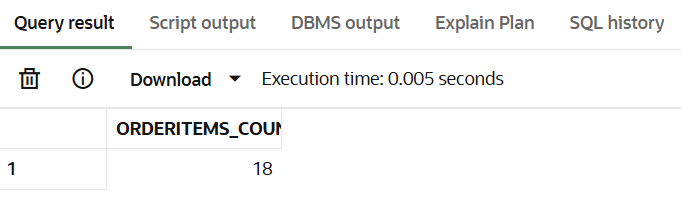 Query result Script output DBMS output Explain Plan SQL history
Download Execution time: 0.005 seconds
ORDERITEMS_COUN
1 18